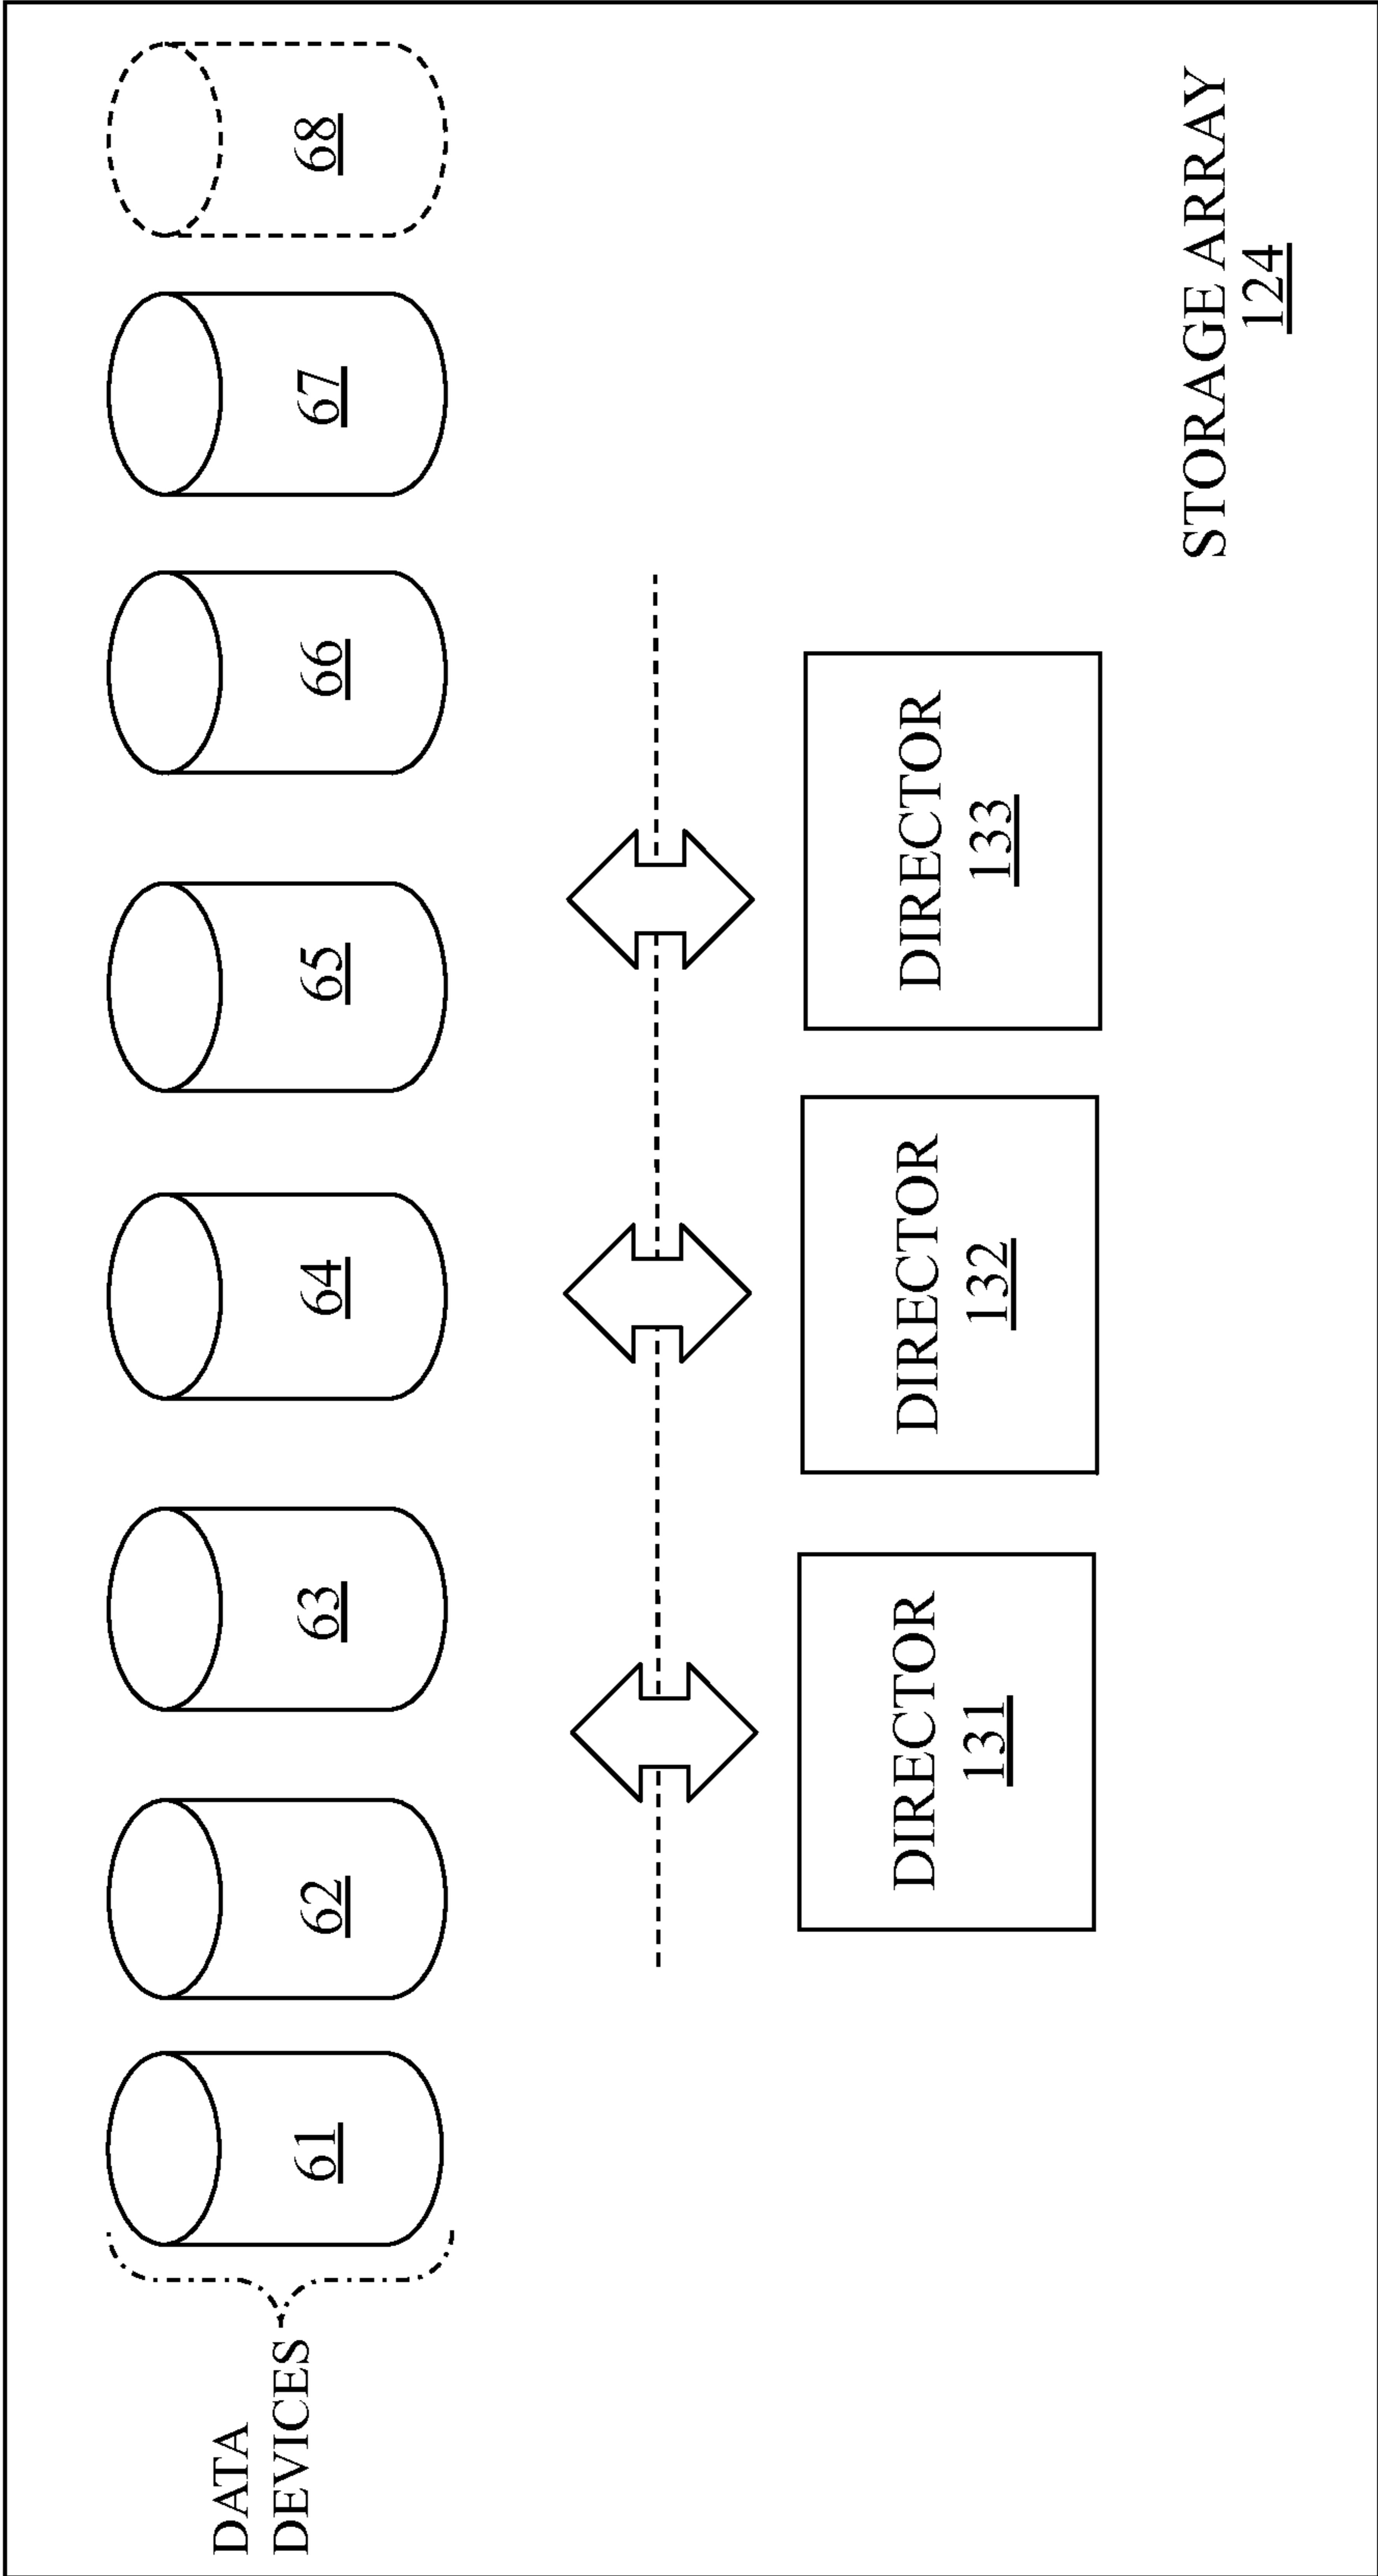 DATA
DEVICES
61
62
63
64
65
66
67
68
DIRECTOR
131
DIRECTOR
132
DIRECTOR
133
STORAGE ARRAY
124